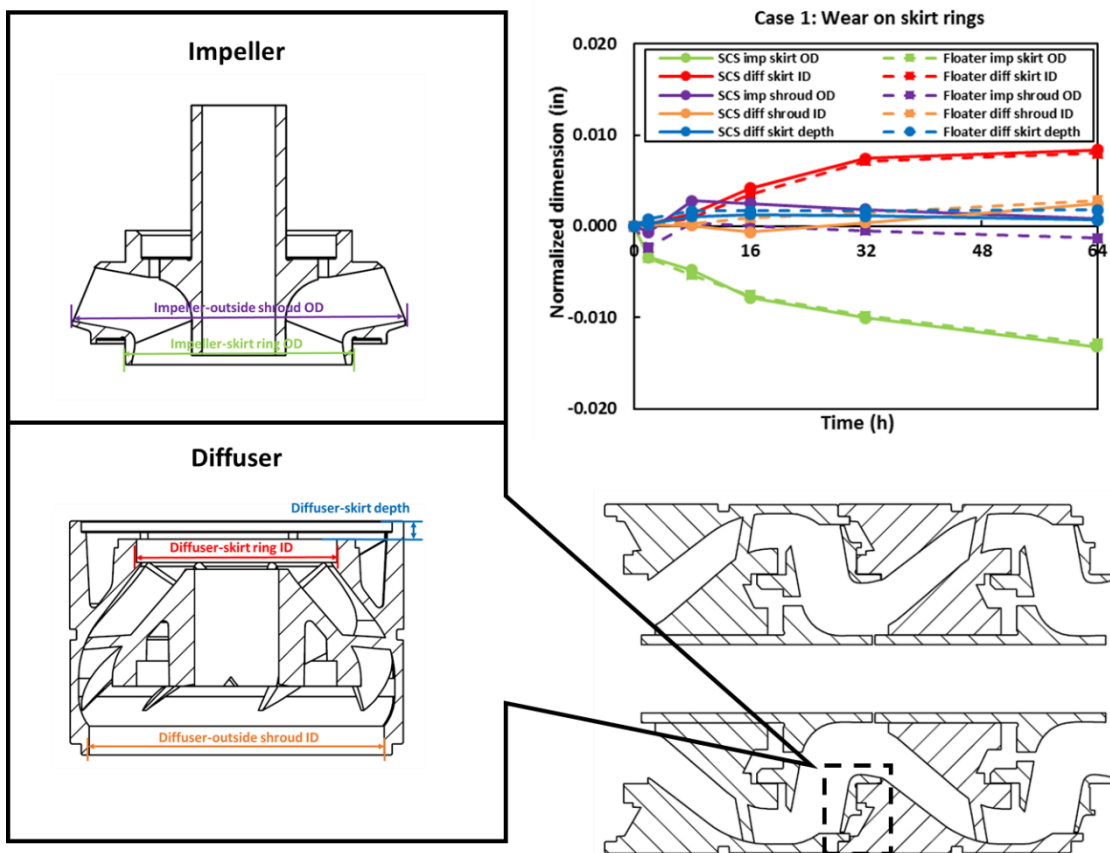 Impeller
Impeller-outside shroud OD
Impeller-skirt ring OD
Diffuser
Diffuser-skirt depth
Diffuser-skirt ring ID
Diffuser-outside shroud ID
Case 1: Wear on skirt rings
Normalized dimension (in)
0.020
0.010
0.000
-0.010
-0.020
SCS imp skirt OD
Floater imp skirt OD
SCS diff skirt ID
Floater diff skirt ID
SCS imp shroud OD
Floater imp shroud OD
SCS diff shroud ID
Floater diff shroud ID
SCS diff skirt depth
Floater diff skirt depth
0
16
32
48
64
Time (h)